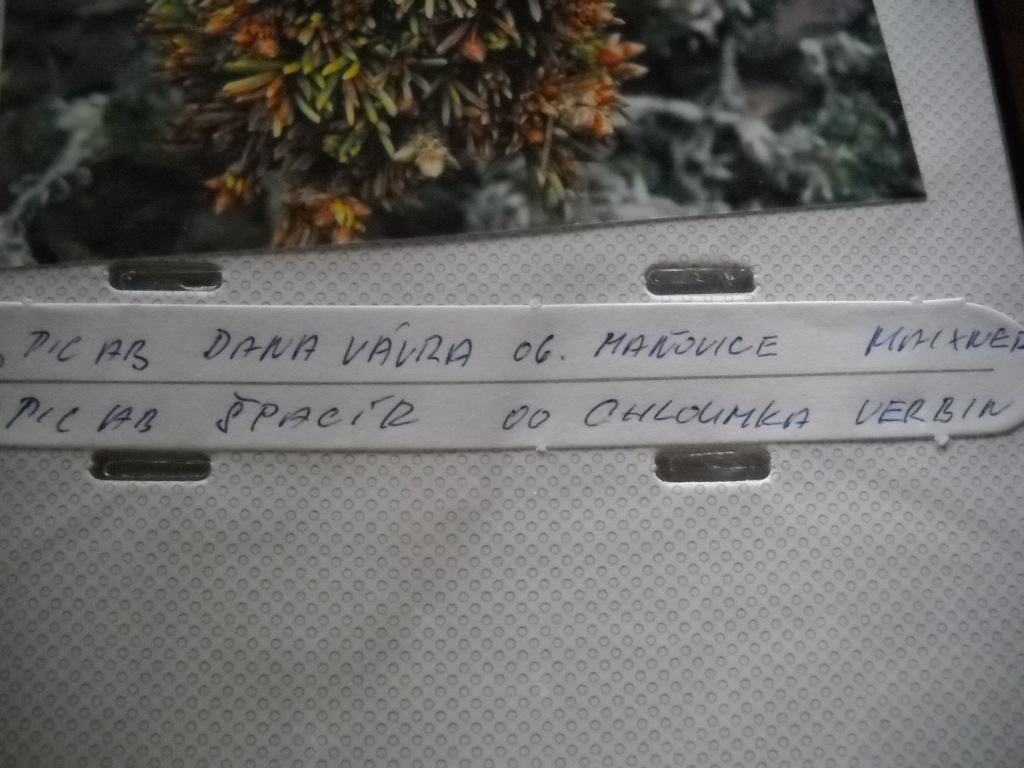 PIC AB DANA VÁVRA 06. MAŇOVICE MAIXNER
PIC AB ŠPACÍR 00 CHLOUMKA VERBIN